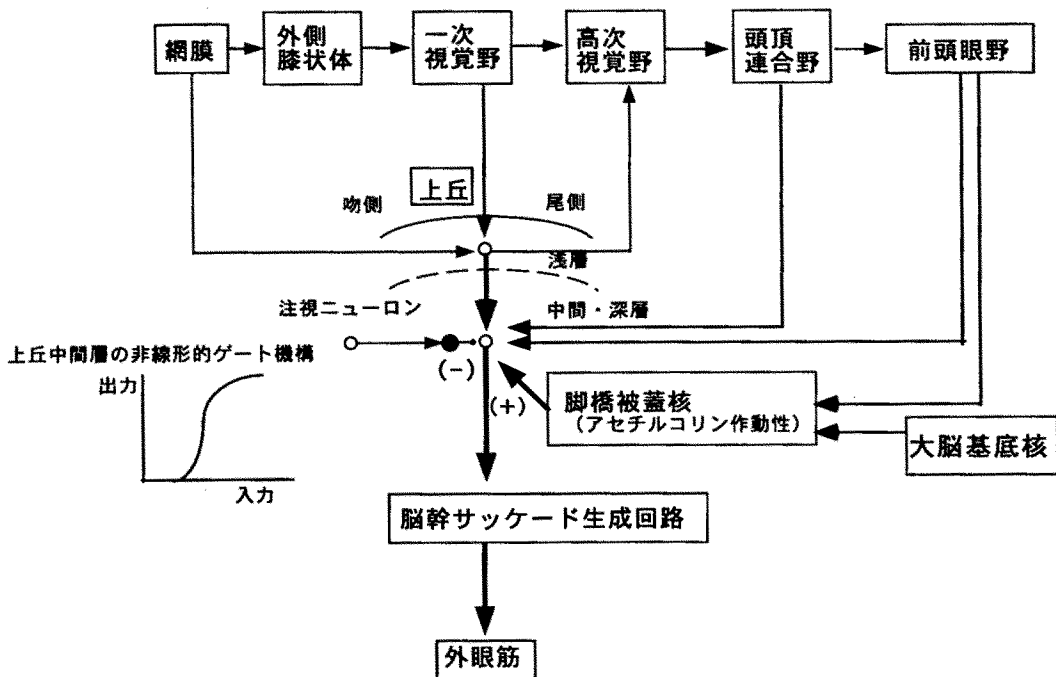 網膜
外側
膝状体
一次
視覚野
高次
視覚野
頭頂
連合野
前頭眼野
上丘
吻側
尾側
浅層
注視ニューロン
中間・深層
上丘中間層の非線形的ゲート機構
出力
入力
(-)
(+)
脚橋被蓋核
（アセチルコリン作動性）
大脳基底核
脳幹サッケード生成回路
外眼筋